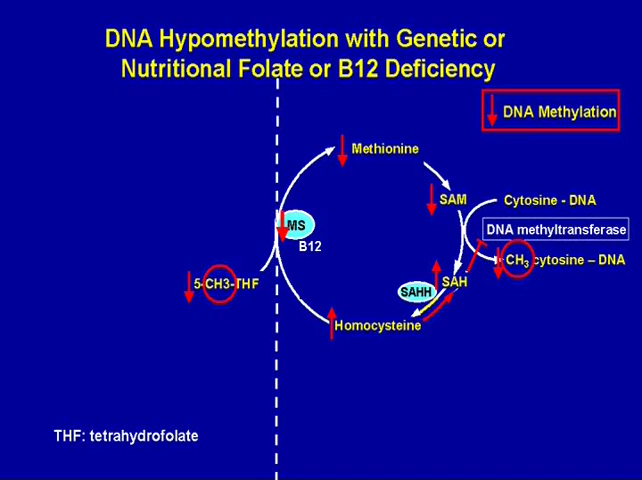 DNA Hypomethylation with Genetic or
Nutritional Folate or B12 Deficiency
DNA Methylation
Methionine
SAM
Cytosine - DNA
MS
B12
DNA methyltransferase
CH3 cytosine – DNA
5-CH3-THF
SAHH
SAH
Homocysteine
THF: tetrahydrofolate